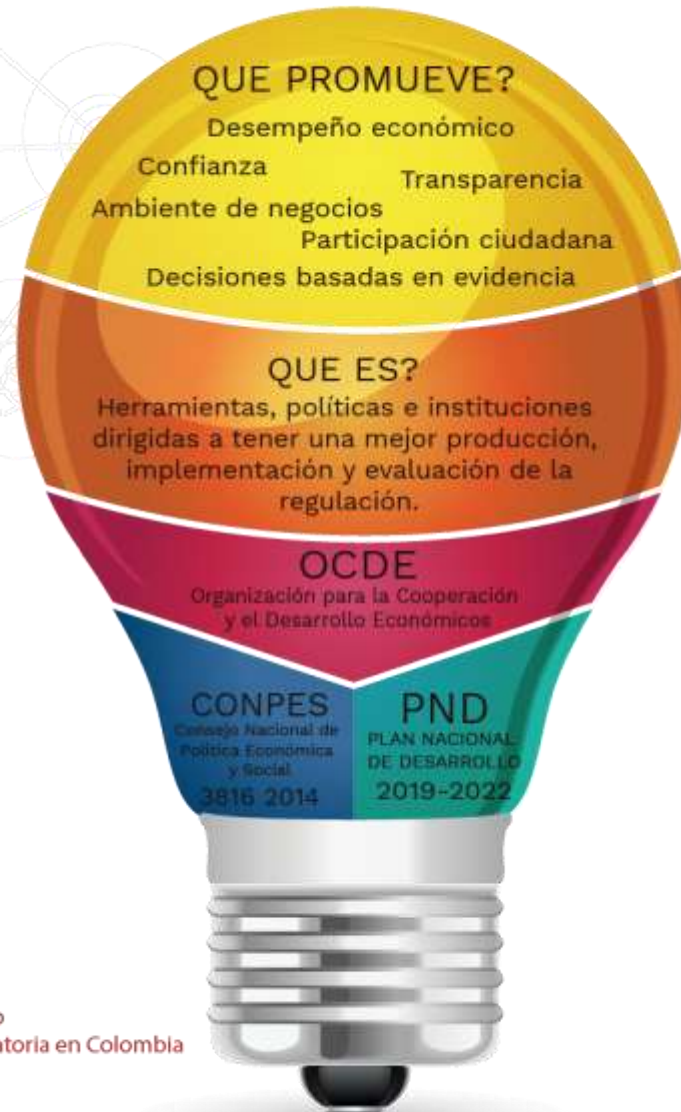 QUE PROMUEVE?
Desempeño económico
Confianza
Transparencia
Ambiente de negocios
Participación ciudadana
Decisiones basadas en evidencia
QUE ES?
Herramientas, políticas e instituciones
dirigidas a tener una mejor producción,
implementación y evaluación de la
regulación.
OCDE
Organización para la Cooperación
y el Desarrollo Económicos
CONPES
Consejo Nacional de
Política Económica
y Social
3816 2014
PND
PLAN NACIONAL
DE DESARROLLO
2019-2022
en Colombia